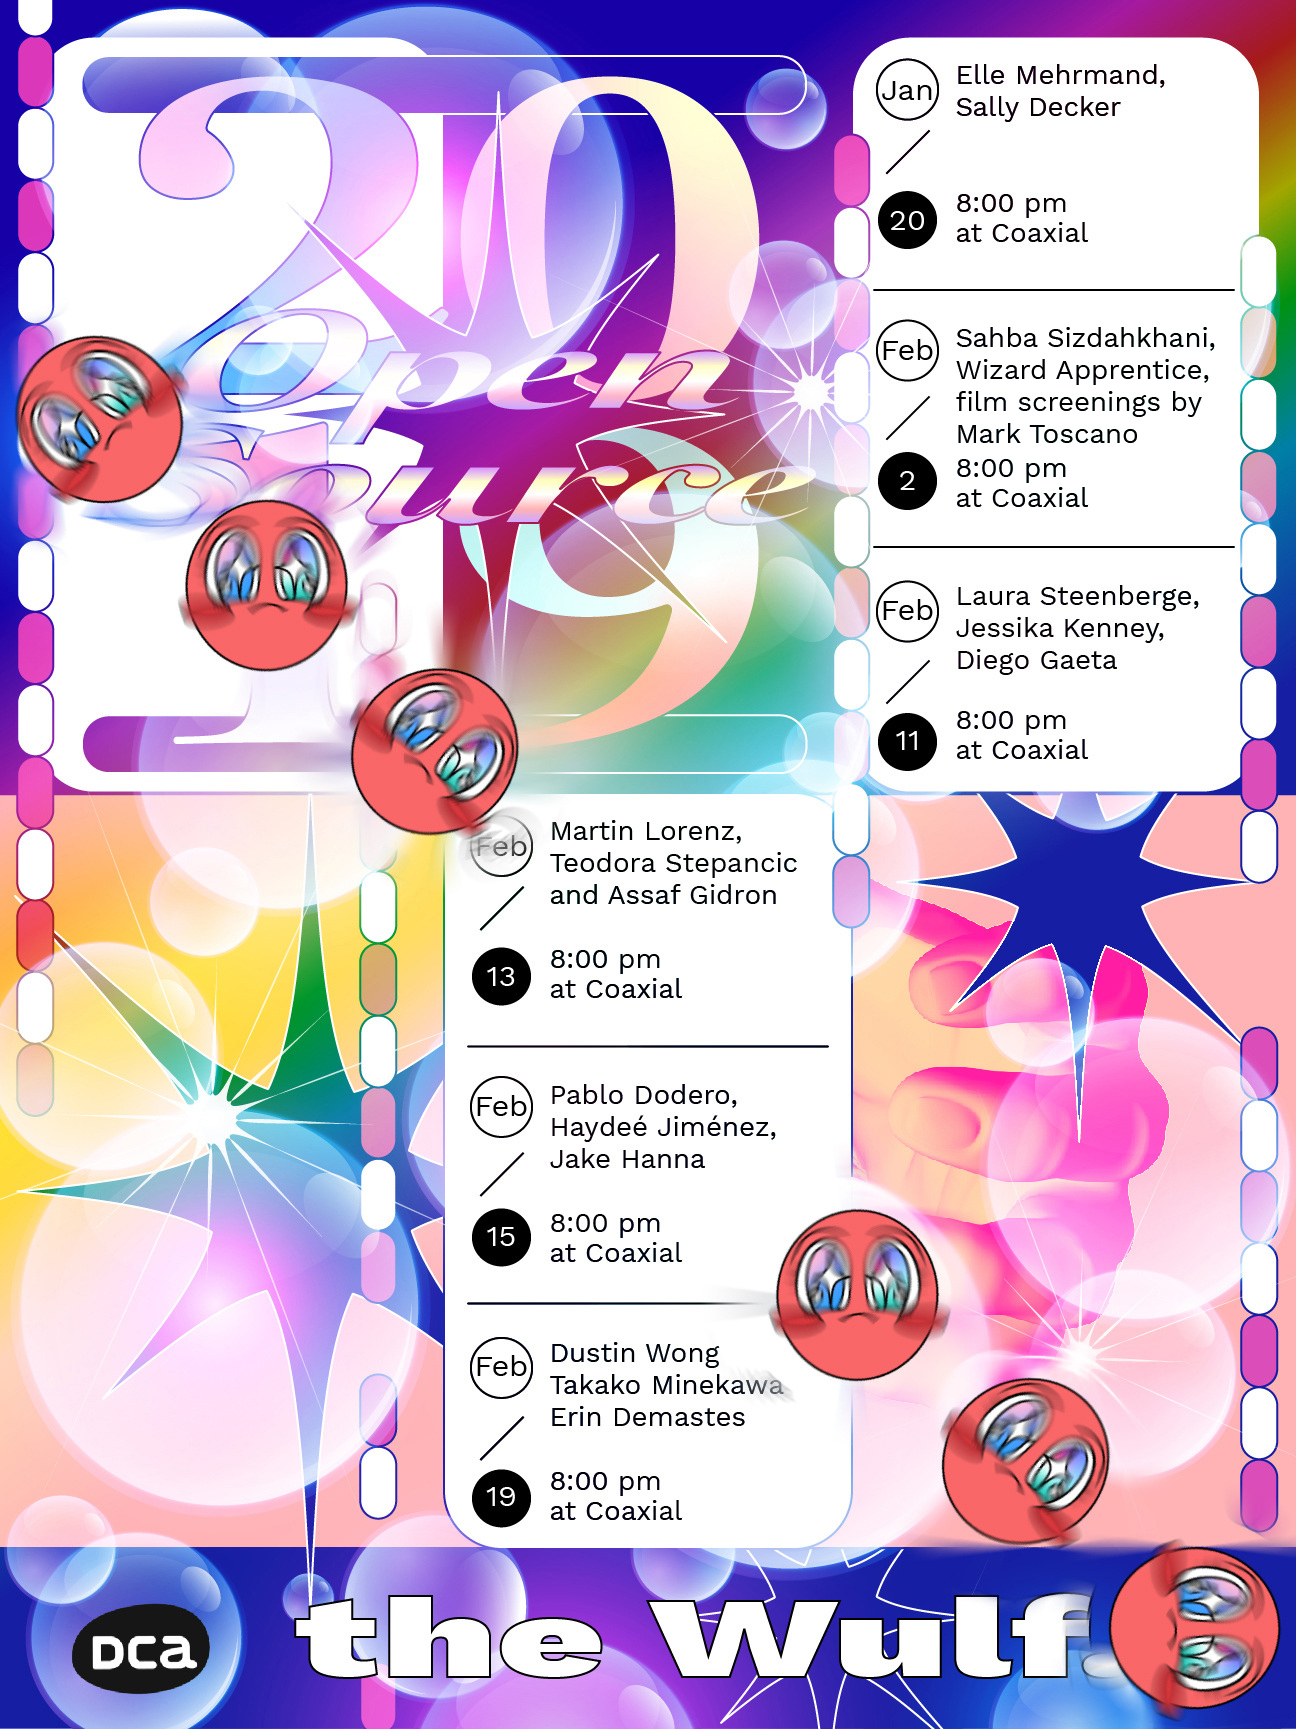 20
19
Open
Source
Jan
20
Elle Mehrmand,
Sally Decker
8:00 pm
at Coaxial
Feb
2
Sahba Sizdahkhani,
Wizard Apprentice,
film screenings by
Mark Toscano
8:00 pm
at Coaxial
Feb
11
Laura Steenberge,
Jessika Kenney,
Diego Gaeta
8:00 pm
at Coaxial
Feb
13
Martin Lorenz,
Teodora Stepancic
and Assaf Gidron
8:00 pm
at Coaxial
Feb
15
Pablo Dodero,
Haydeé Jiménez,
Jake Hanna
8:00 pm
at Coaxial
Feb
19
Dustin Wong
Takako Minekawa
Erin Demastes
8:00 pm
at Coaxial
DCa
the Wulf.